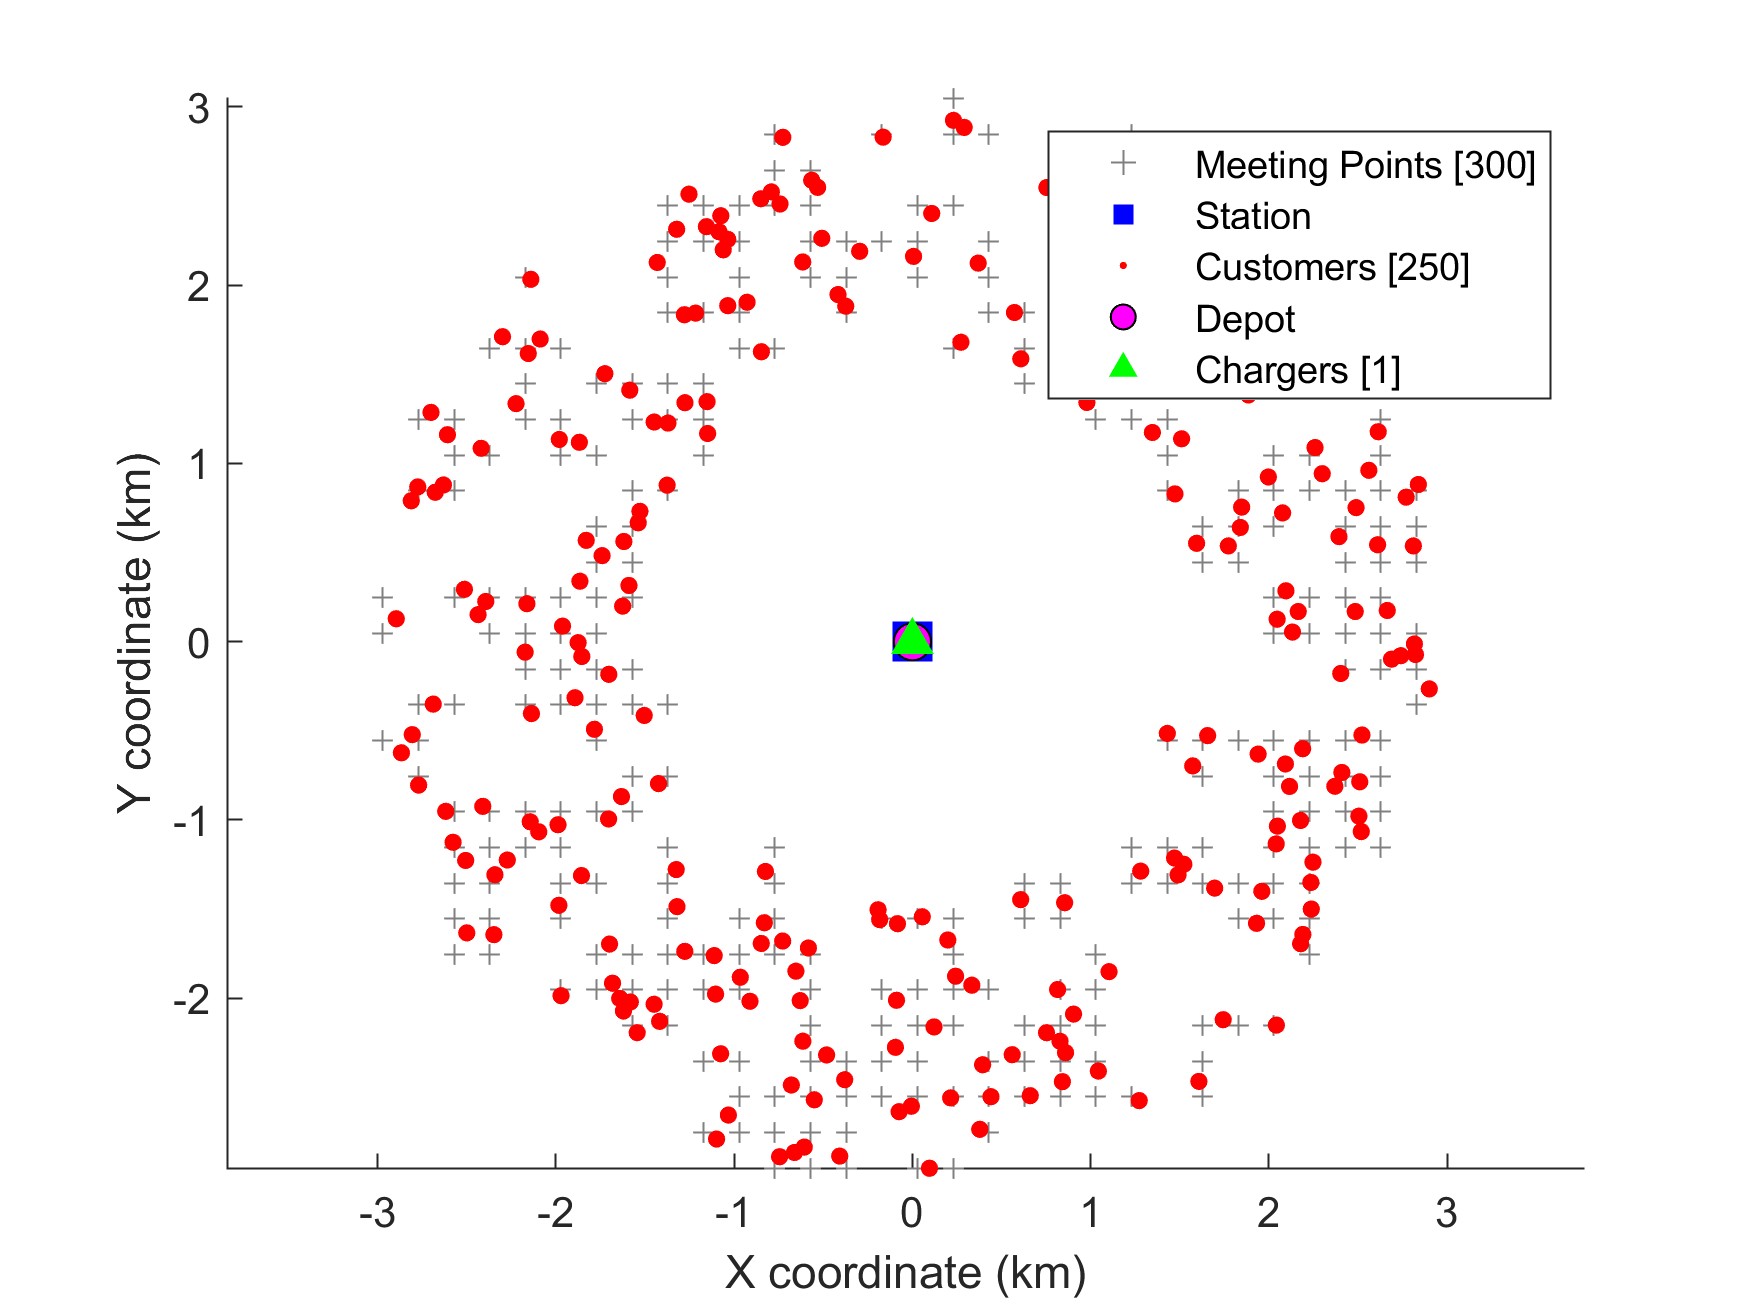 3
2
1
0
-1
-2
Y coordinate (km)
-3
-2
-1
0
1
2
3
X coordinate (km)
Meeting Points [300]
Station
Customers [250]
Depot
Chargers [1]